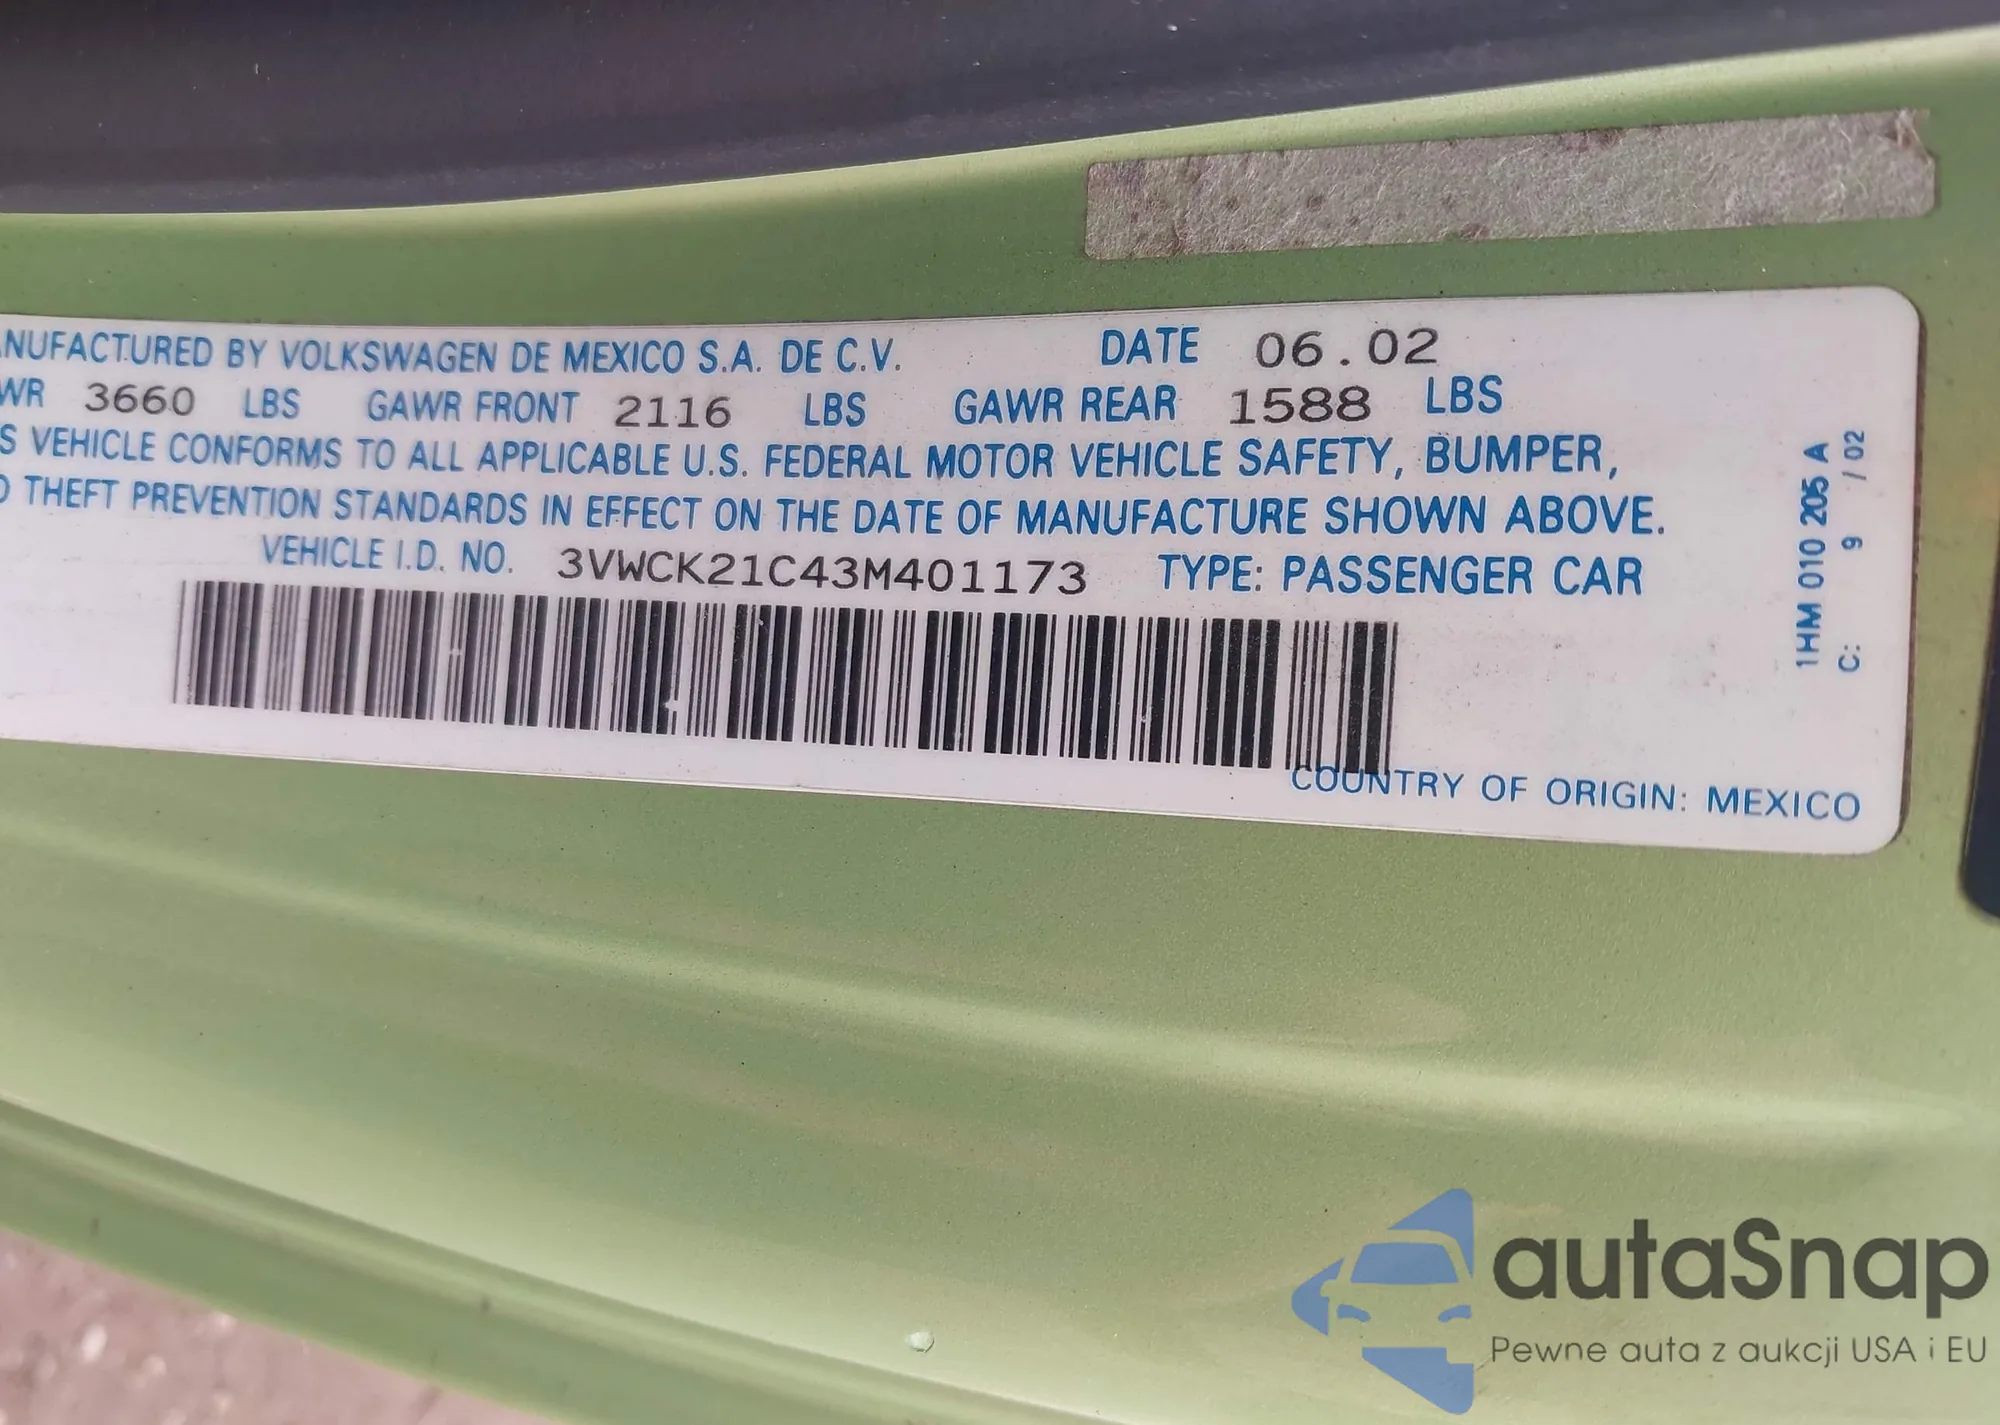 ANUFACTURED BY VOLKSWAGEN DE MEXICO S.A. DE C.V. DATE 06.02
WR 3660 LBS GAWR FRONT 2116 LBS GAWR REAR 1588 LBS
S VEHICLE CONFORMS TO ALL APPLICABLE U.S. FEDERAL MOTOR VEHICLE SAFETY, BUMPER,
D THEFT PREVENTION STANDARDS IN EFFECT ON THE DATE OF MANUFACTURE SHOWN ABOVE.
VEHICLE I.D. NO. 3VWCK21C43M401173 TYPE: PASSENGER CAR
COUNTRY OF ORIGIN: MEXICO
1HM 010 205 A
C: 9 /02
autaSnap
Pewne auta z aukcji USA i EU